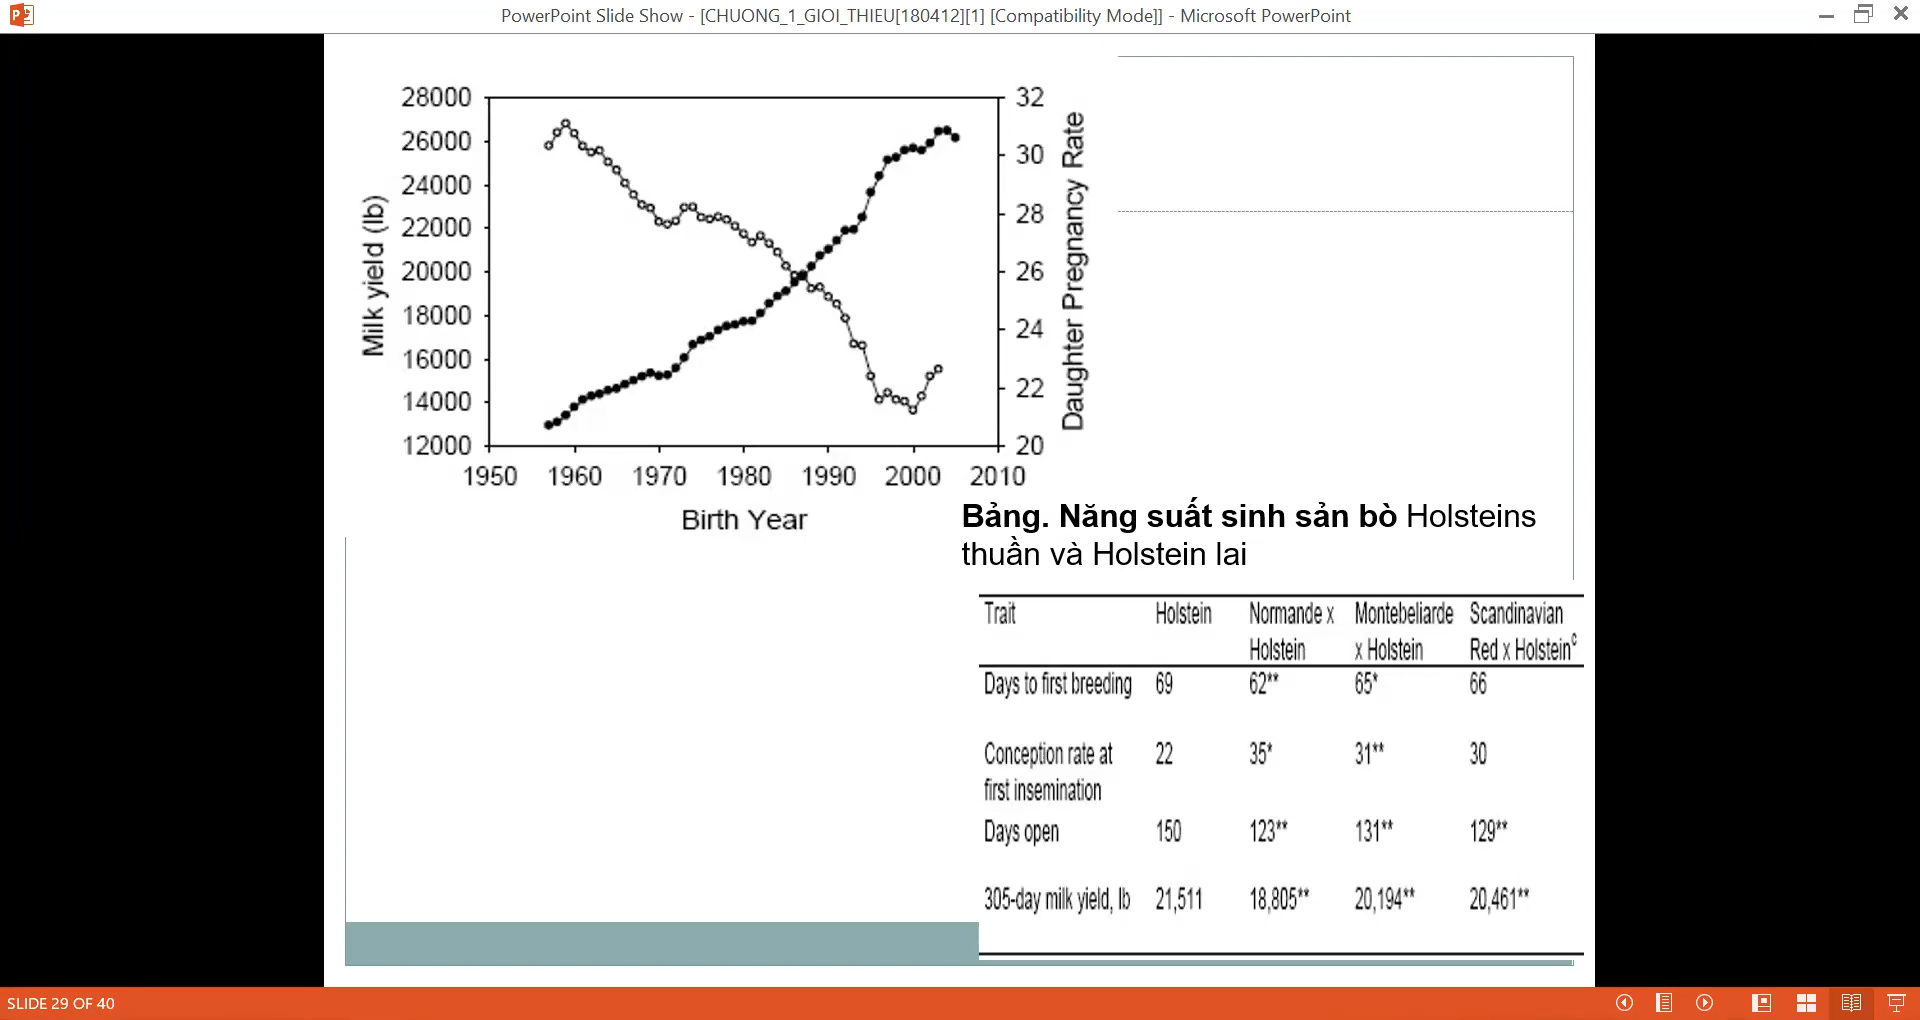 PowerPoint Slide Show - [CHUONG_1_GIOI_THIEU[180412][1] [Compatibility Mode]] - Microsoft PowerPoint
28000
26000
24000
22000
20000
18000
16000
14000
12000
Milk yield (lb)
32
30
28
26
24
22
20
Daughter Pregnancy Rate
1950 1960 1970 1980 1990 2000 2010
Birth Year
Bảng. Năng suất sinh sản bò Holsteins
thuần và Holstein lai
Trait Holstein Normande x Montebeliarde Scandinavian
Holstein x Holstein Red x Holsteinᶜ
Days to first breeding 69 62** 65* 66
Conception rate at 22 35* 31** 30
first insemination
Days open 150 123** 131** 129**
305-day milk yield, lb 21,511 18,805** 20,194** 20,461**
SLIDE 29 OF 40